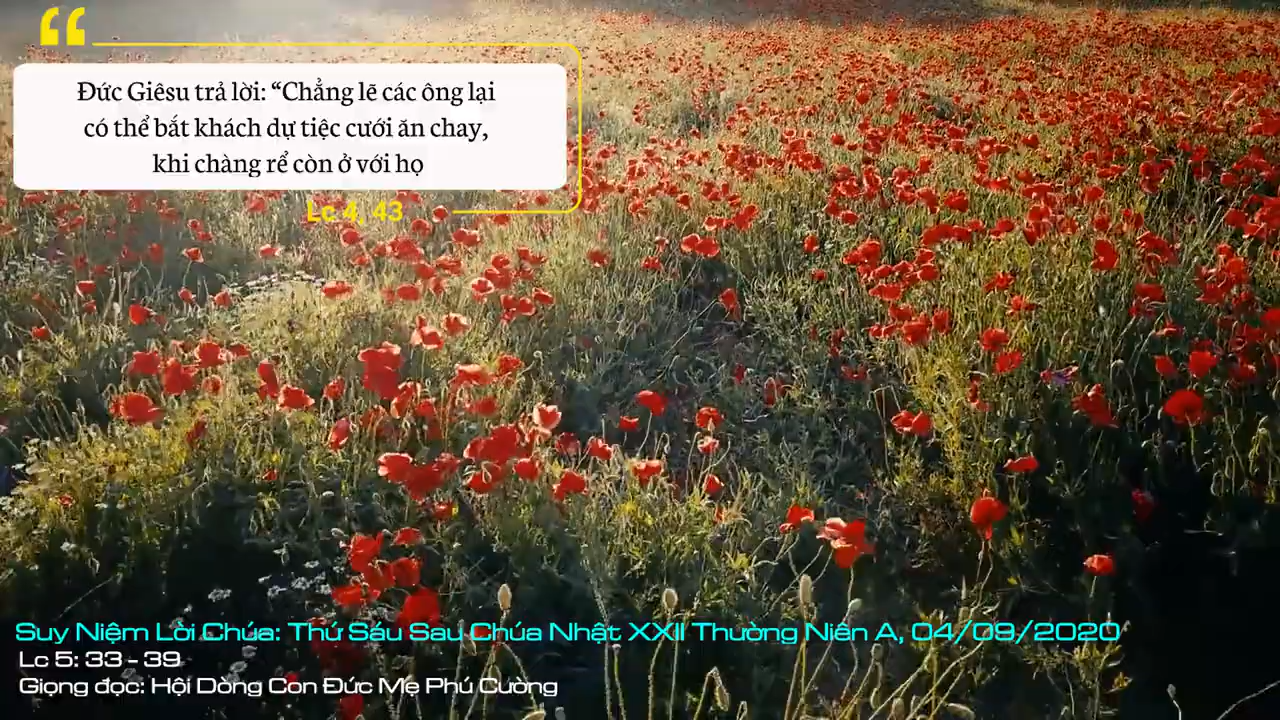 Đức Giêsu trả lời: “Chẳng lẽ các ông lại
có thể bắt khách dự tiệc cưới ăn chay,
khi chàng rể còn ở với họ
Lc 4, 43
Suy Niệm Lời Chúa: Thứ Sáu Sau Chúa Nhật XXII Thường Niên A, 04/09/2020
Lc 5: 33 - 39
Giọng đọc: Hội Dòng Con Đức Mẹ Phú Cường